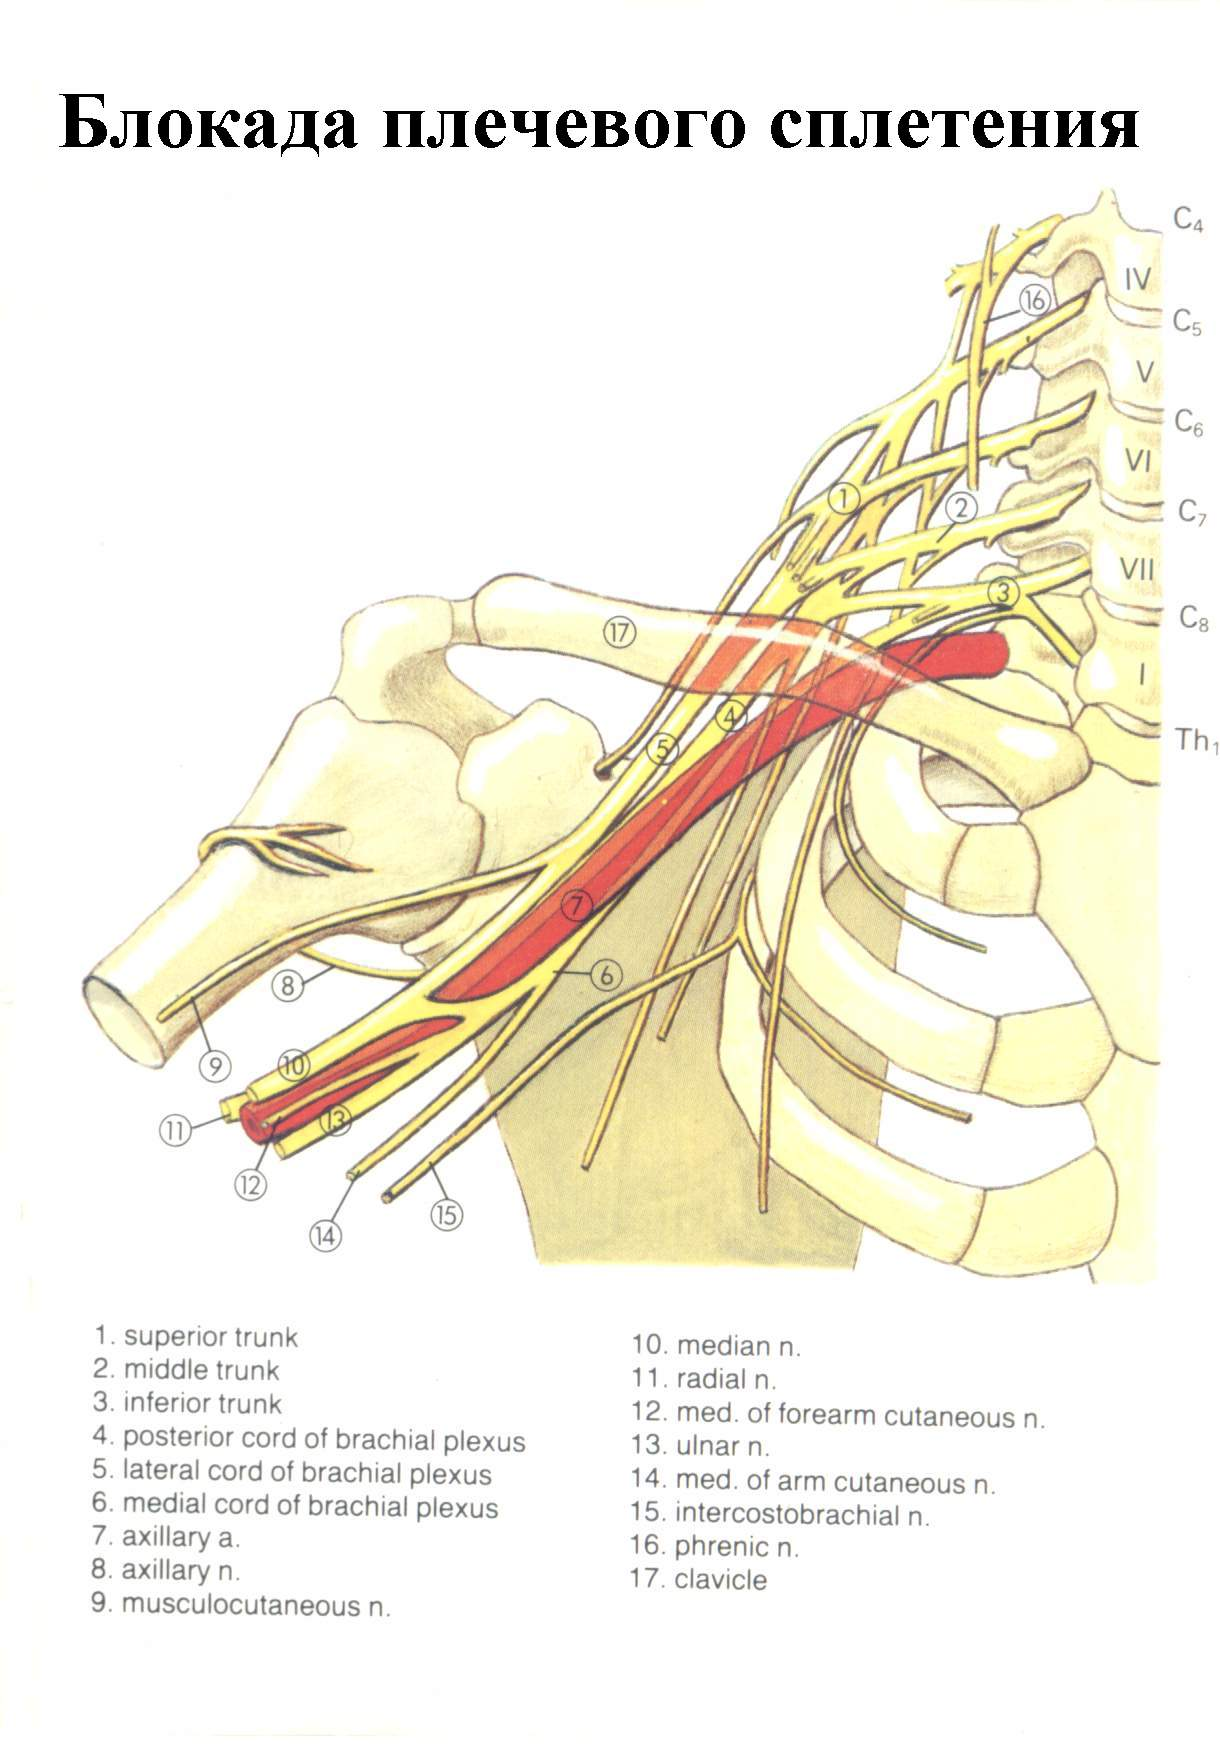 Блокада плечевого сплетения
C4
IV
16
C5
V
C6
1
VI
2
C7
VII
3
C8
17
I
4
5
Th1
7
6
8
9
10
11
13
12
15
14
1. superior trunk
2. middle trunk
3. inferior trunk
4. posterior cord of brachial plexus
5. lateral cord of brachial plexus
6. medial cord of brachial plexus
7. axillary a.
8. axillary n.
9. musculocutaneous n.
10. median n.
11. radial n.
12. med. of forearm cutaneous n.
13. ulnar n.
14. med. of arm cutaneous n.
15. intercostobrachial n.
16. phrenic n.
17. clavicle